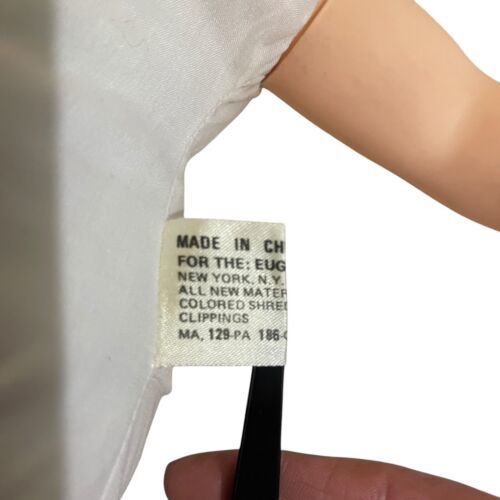 MADE IN CH
FOR THE: EUG
NEW YORK, N.Y.
ALL NEW MATER
COLORED SHRED
CLIPPINGS
MA, 129-PA 186-